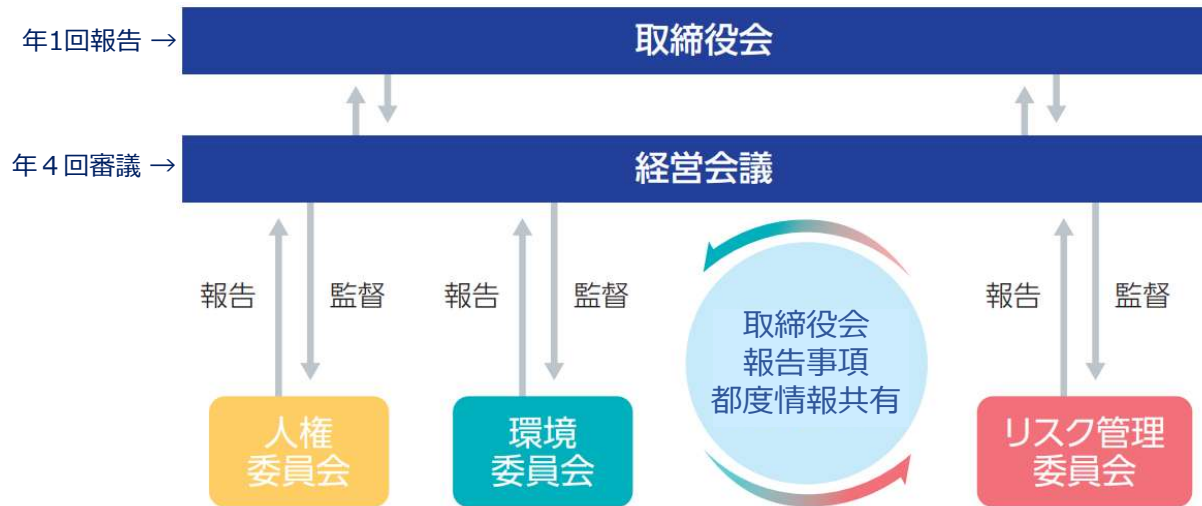 年1回報告 →
取締役会
年４回審議 →
経営会議
報告
監督
報告
監督
取締役会
報告事項
都度情報共有
報告
監督
人権
委員会
環境
委員会
リスク管理
委員会